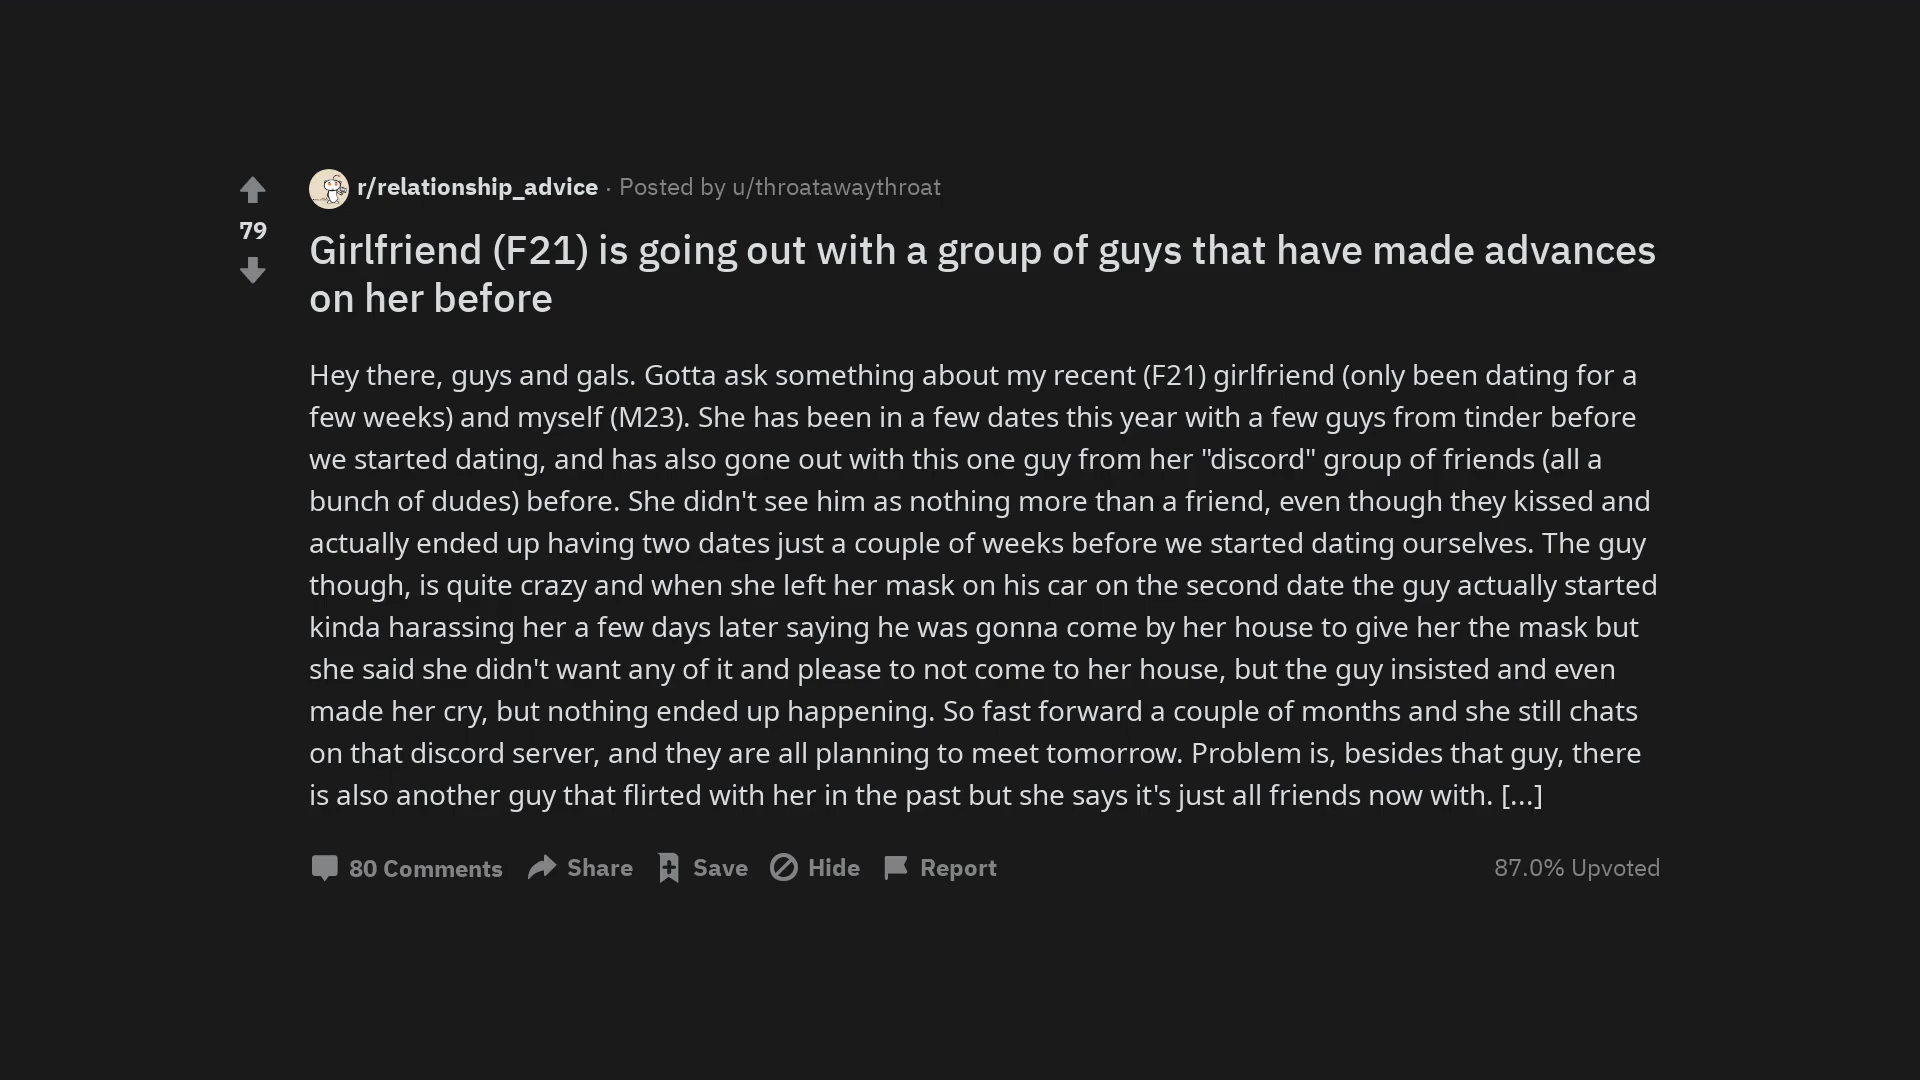 r/relationship_advice · Posted by u/throatawaythroat
79
Girlfriend (F21) is going out with a group of guys that have made advances
on her before
Hey there, guys and gals. Gotta ask something about my recent (F21) girlfriend (only been dating for a
few weeks) and myself (M23). She has been in a few dates this year with a few guys from tinder before
we started dating, and has also gone out with this one guy from her "discord" group of friends (all a
bunch of dudes) before. She didn't see him as nothing more than a friend, even though they kissed and
actually ended up having two dates just a couple of weeks before we started dating ourselves. The guy
though, is quite crazy and when she left her mask on his car on the second date the guy actually started
kinda harassing her a few days later saying he was gonna come by her house to give her the mask but
she said she didn't want any of it and please to not come to her house, but the guy insisted and even
made her cry, but nothing ended up happening. So fast forward a couple of months and she still chats
on that discord server, and they are all planning to meet tomorrow. Problem is, besides that guy, there
is also another guy that flirted with her in the past but she says it's just all friends now with. [...]
80 Comments Share Save Hide Report 87.0% Upvoted